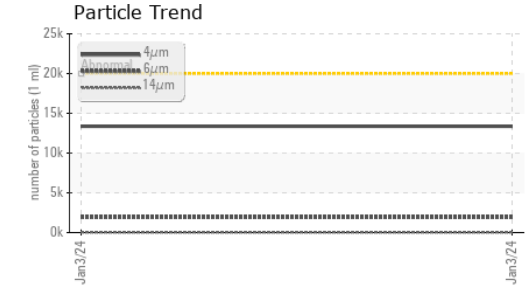 Particle Trend
25k
20k
15k
10k
5k
0k
number of particles (1 ml)
4μm
Abnormal
6μm
14μm
Jan3/24
Jan3/24